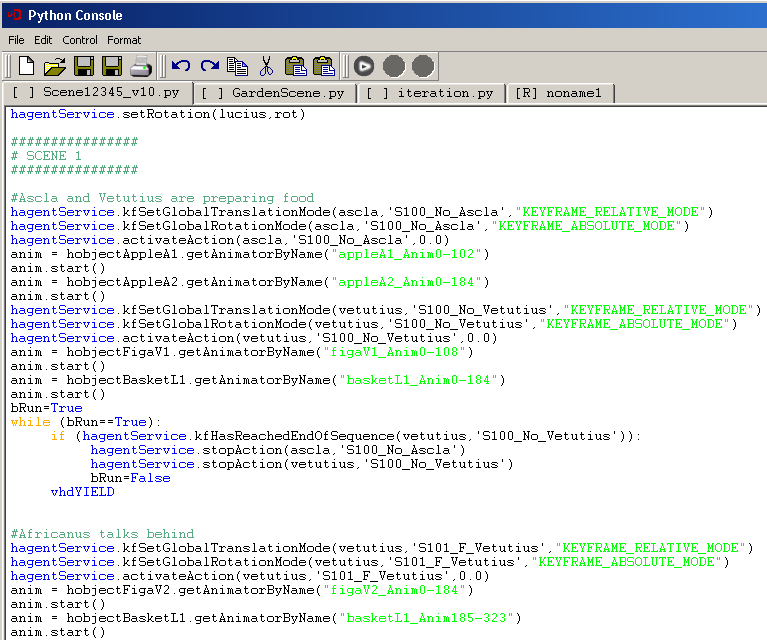 Python Console
File Edit Control Format
[ ] Scene12345_v10.py [ ] GardenScene.py [ ] iteration.py [R] noname1
hagentService.setRotation(lucius,rot)
################
# SCENE 1
################
#Ascla and Vetutius are preparing food
hagentService.kfSetGlobalTranslationMode(ascla,'S100_No_Ascla',"KEYFRAME_RELATIVE_MODE")
hagentService.kfSetGlobalRotationMode(ascla,'S100_No_Ascla',"KEYFRAME_ABSOLUTE_MODE")
hagentService.activateAction(ascla,'S100_No_Ascla',0.0)
anim = hobjectAppleA1.getAnimatorByName("appleA1_Anim0-102")
anim.start()
anim = hobjectAppleA2.getAnimatorByName("appleA2_Anim0-184")
anim.start()
hagentService.kfSetGlobalTranslationMode(vetutius,'S100_No_Vetutius',"KEYFRAME_RELATIVE_MODE")
hagentService.kfSetGlobalRotationMode(vetutius,'S100_No_Vetutius',"KEYFRAME_ABSOLUTE_MODE")
hagentService.activateAction(vetutius,'S100_No_Vetutius',0.0)
anim = hobjectFigaV1.getAnimatorByName("figaV1_Anim0-108")
anim.start()
anim = hobjectBasketL1.getAnimatorByName("basketL1_Anim0-184")
anim.start()
bRun=True
while (bRun==True):
if (hagentService.kfHasReachedEndOfSequence(vetutius,'S100_No_Vetutius')):
hagentService.stopAction(ascla,'S100_No_Ascla')
hagentService.stopAction(vetutius,'S100_No_Vetutius')
bRun=False
vhdYIELD
#Africanus talks behind
hagentService.kfSetGlobalTranslationMode(vetutius,'S101_F_Vetutius',"KEYFRAME_RELATIVE_MODE")
hagentService.kfSetGlobalRotationMode(vetutius,'S101_F_Vetutius',"KEYFRAME_ABSOLUTE_MODE")
hagentService.activateAction(vetutius,'S101_F_Vetutius',0.0)
anim = hobjectFigaV2.getAnimatorByName("figaV2_Anim0-184")
anim.start()
anim = hobjectBasketL1.getAnimatorByName("basketL1_Anim185-323")
anim.start()